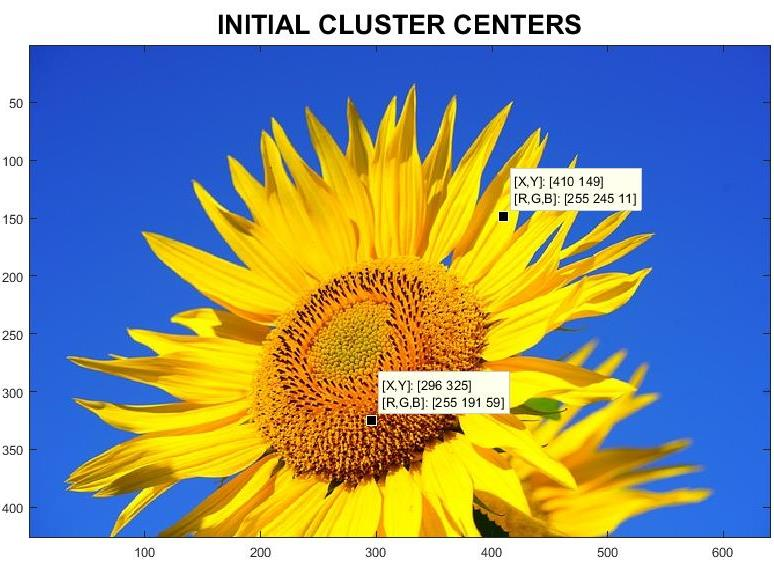 INITIAL CLUSTER CENTERS
50
100
150
200
250
300
350
400
[X,Y]: [410 149]
[R,G,B]: [255 245 11]
[X,Y]: [296 325]
[R,G,B]: [255 191 59]
100
200
300
400
500
600